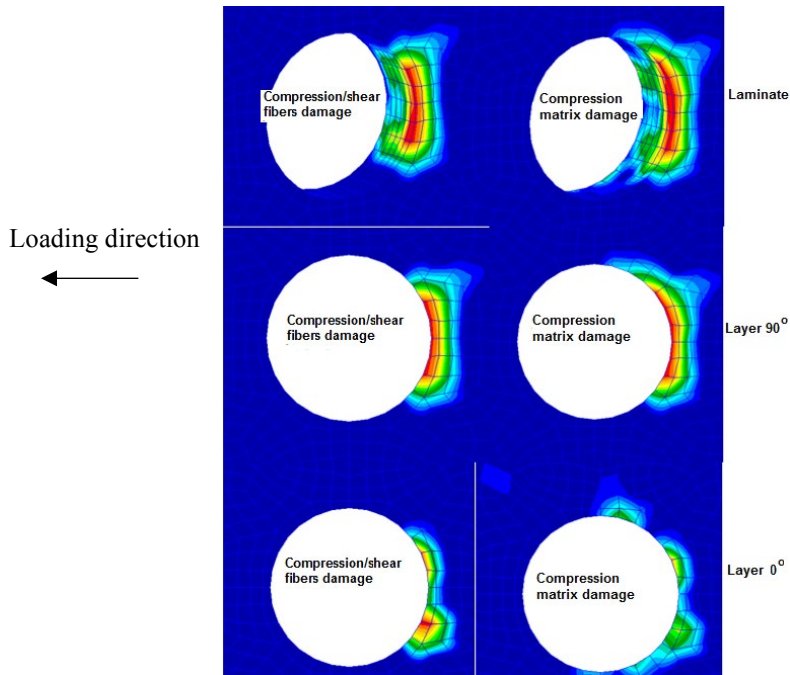 Compression/shear
fibers damage
Compression
matrix damage
Laminate
Loading direction
Compression/shear
fibers damage
Compression
matrix damage
Layer 90°
Compression/shear
fibers damage
Compression
matrix damage
Layer 0°